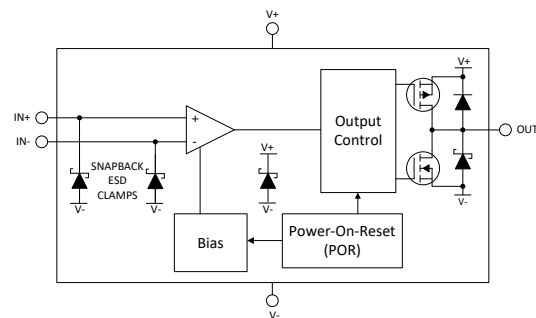 V+
IN+
IN-
+
-
SNAPBACK
ESD
CLAMPS
V-
V-
V+
V-
Output
Control
V+
V-
OUT
Bias
Power-On-Reset
(POR)
V-